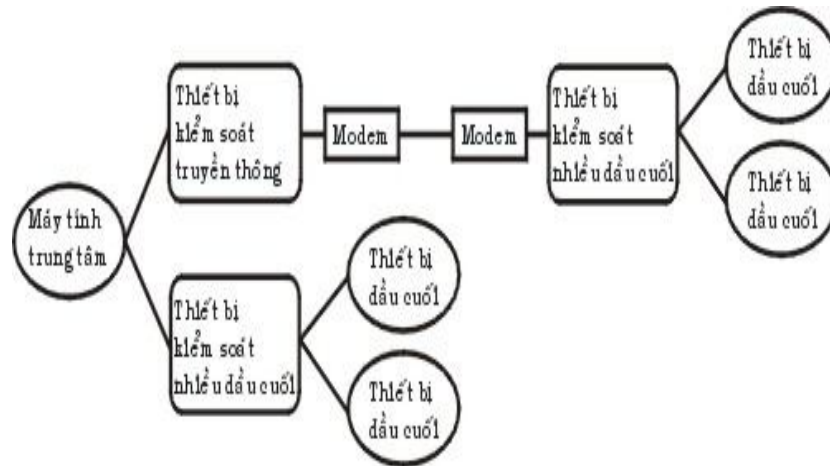 Thiết bị
đầu cuối
Thiết bị
kiểm soát
truyền thông
Modem
Modem
Thiết bị
kiểm soát
nhiều đầu cuối
Thiết bị
đầu cuối
Máy tính
trung tâm
Thiết bị
đầu cuối
Thiết bị
kiểm soát
nhiều đầu cuối
Thiết bị
đầu cuối